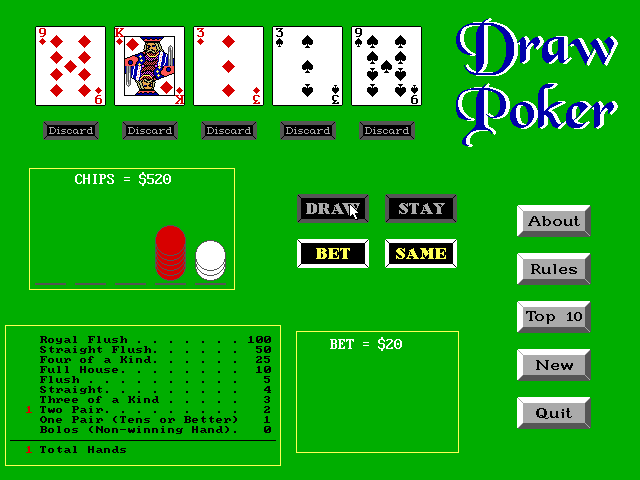 9 K 3 3 9
9 K 3 3 9
Draw
Poker
Discard Discard Discard Discard Discard
CHIPS = $520
DRAW STAY
BET SAME
About
Rules
Top 10
New
Quit
Royal Flush . . . . . . . 100
Straight Flush. . . . . . 50
Four of a Kind. . . . . . 25
Full House. . . . . . . . 10
Flush . . . . . . . . . . 5
Straight. . . . . . . . . 4
Three of a Kind . . . . . 3
1 Two Pair. . . . . . . . . 2
One Pair (Tens or Better) 1
Bolos (Non-winning Hand). 0
1 Total Hands
BET = $20